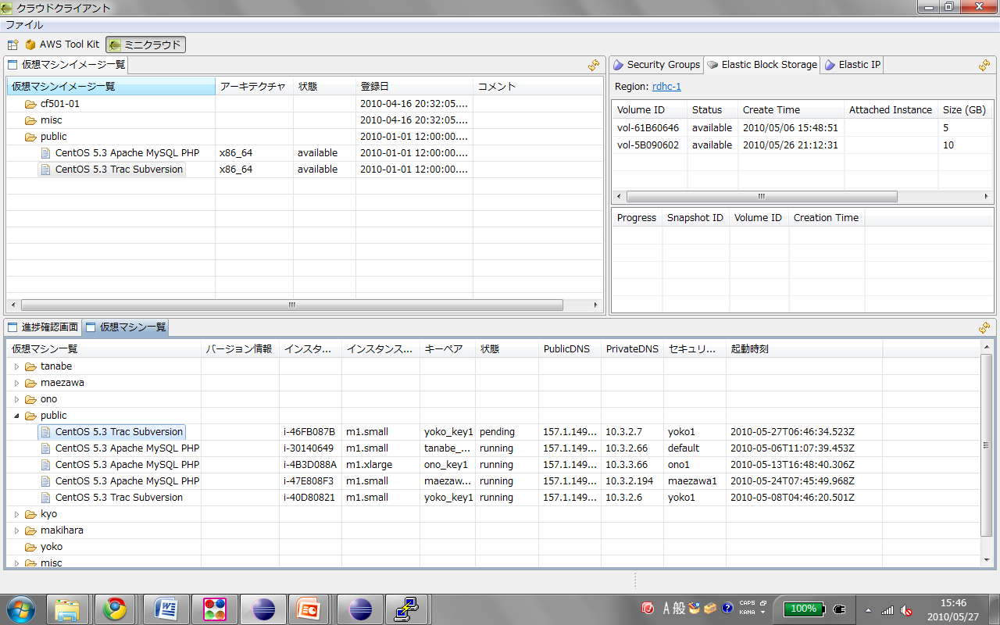 クラウドクライアント
ファイル
AWS Tool Kit ミニクラウド
仮想マシンイメージ一覧
仮想マシンイメージ一覧 アーキテクチャ 状態 登録日 コメント
cf501-01 2010-04-16 20:32:05....
misc 2010-04-16 20:32:05....
public 2010-01-01 12:00:00....
CentOS 5.3 Apache MySQL PHP x86_64 available 2010-01-01 12:00:00....
CentOS 5.3 Trac Subversion x86_64 available 2010-01-01 12:00:00....
Security Groups Elastic Block Storage Elastic IP
Region: rdhc-1
Volume ID Status Create Time Attached Instance Size (GB)
vol-61B60646 available 2010/05/06 15:48:51 5
vol-5B090602 available 2010/05/26 21:12:31 10
Progress Snapshot ID Volume ID Creation Time
進捗確認画面 仮想マシン一覧
仮想マシン一覧 バージョン情報 インスタ... インスタンス... キーペア 状態 PublicDNS PrivateDNS セキュリ... 起動時刻
tanabe
maezawa
ono
public
CentOS 5.3 Trac Subversion i-46FB087B m1.small yoko_key1 pending 157.1.149... 10.3.2.7 yoko1 2010-05-27T06:46:34.523Z
CentOS 5.3 Apache MySQL PHP i-30140649 m1.small tanabe_... running 157.1.149... 10.3.2.66 default 2010-05-06T11:07:39.453Z
CentOS 5.3 Apache MySQL PHP i-4B3D088A m1.xlarge ono_key1 running 157.1.149... 10.3.3.66 ono1 2010-05-13T16:48:40.306Z
CentOS 5.3 Apache MySQL PHP i-47E808F3 m1.small maezaw... running 157.1.149... 10.3.2.194 maezawa1 2010-05-24T07:45:49.968Z
CentOS 5.3 Trac Subversion i-40D80821 m1.small yoko_key1 running 157.1.149... 10.3.2.6 yoko1 2010-05-08T04:46:20.501Z
kyo
makihara
yoko
misc
A 般 CAPS KANA 100% 15:46
2010/05/27